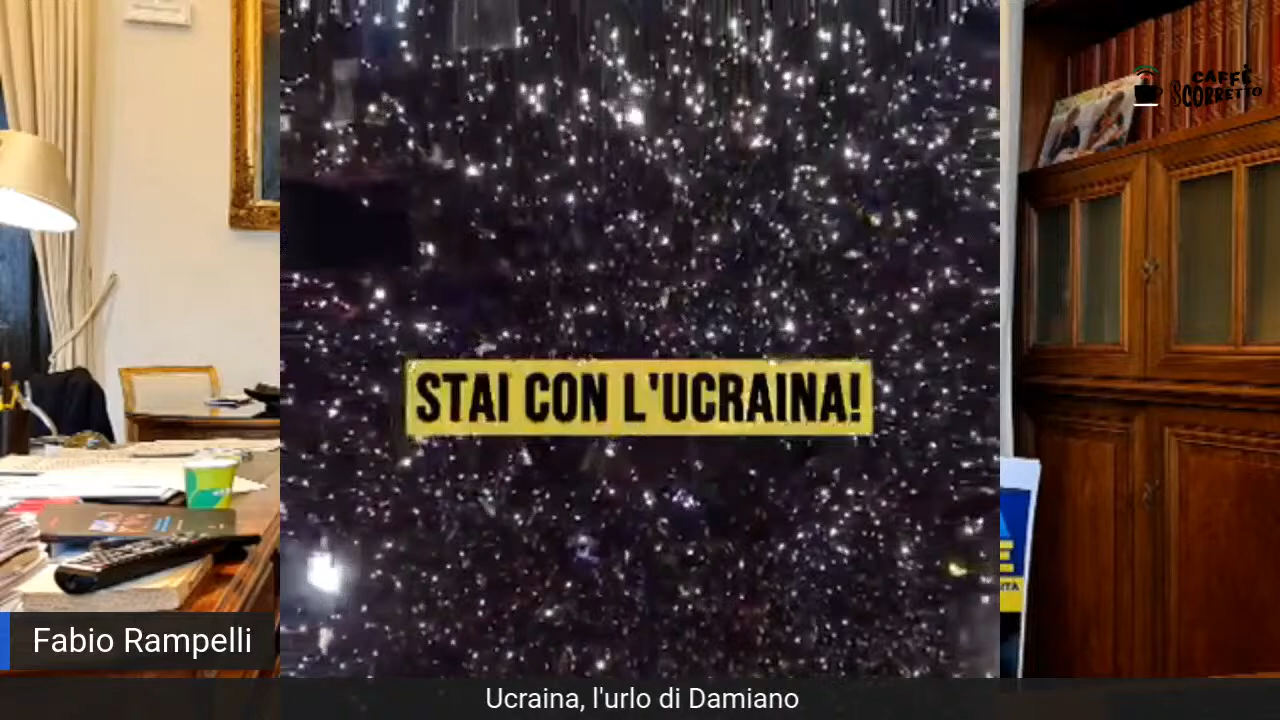 CAFFÈ
SCORRETTO
STAI CON L'UCRAINA!
Fabio Rampelli
Ucraina, l'urlo di Damiano